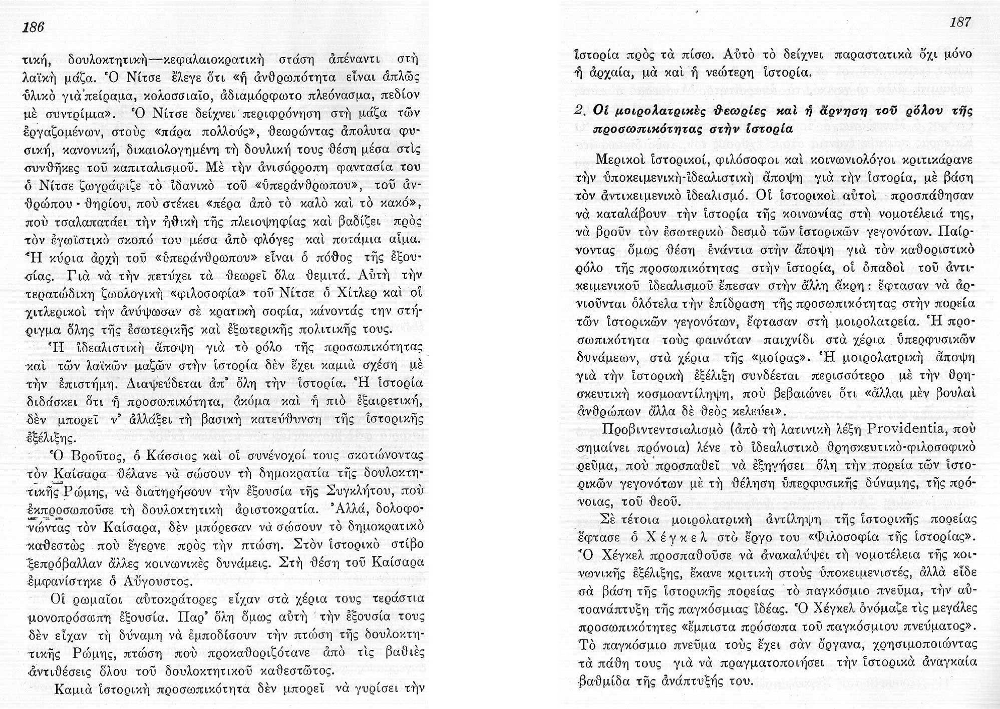 186
τική, δουλοκτητικὴ—κεφαλαιοκρατικὴ στάση ἀπέναντι στὴ
λαϊκὴ μάζα. Ὁ Νίτσε ἔλεγε ὅτι «ἡ ἀνθρωπότητα εἶναι ἁπλῶς
ὑλικὸ γιὰ πείραμα, κολοσσιαῖο, ἀδιαμόρφωτο πλεόνασμα, πεδίον
μὲ συντρίμια». Ὁ Νίτσε δείχνει περιφρόνηση στὴ μάζα τῶν
ἐργαζομένων, στοὺς «πάρα πολλούς», θεωρώντας ἀπολυτα φυ-
σική, κανονική, δικαιολογημένη τὴ δουλική τους θέση μέσα στὶς
συνθῆκες τοῦ καπιταλισμοῦ. Μὲ τὴν ἀνισόρροπη φαντασία του
ὁ Νίτσε ζωγράφιζε τὸ ἰδανικὸ τοῦ «ὑπεράνθρωπου», τοῦ ἀν-
θρώπου - θηρίου, ποὺ στέκει «πέρα ἀπὸ τὸ καλὸ καὶ τὸ κακό»,
ποὺ τσαλαπατάει τὴν ἠθικὴ τῆς πλειοψηφίας καὶ βαδίζει πρὸς
τὸν ἐγωϊστικὸ σκοπό του μέσα ἀπὸ φλόγες καὶ ποτάμια αἷμα.
Ἡ κύρια ἀρχὴ τοῦ «ὑπεράνθρωπου» εἶναι ὁ πόθος τῆς ἐξου-
σίας. Γιὰ νὰ τὴν πετύχει τὰ θεωρεῖ ὅλα θεμιτά. Αὐτὴ τὴν
τερατώδικη ζωολογικὴ «φιλοσοφία» τοῦ Νίτσε ὁ Χίτλερ καὶ οἱ
χιτλερικοὶ τὴν ἀνύψωσαν σὲ κρατικὴ σοφία, κάνοντάς την στή-
ριγμα ὅλης τῆς ἐσωτερικῆς καὶ ἐξωτερικῆς πολιτικῆς τους.
Ἡ ἰδεαλιστικὴ ἄποψη γιὰ τὸ ρόλο τῆς προσωπικότητας
καὶ τῶν λαϊκῶν μαζῶν στὴν ἱστορία δὲν ἔχει καμιὰ σχέση μὲ
τὴν ἐπιστήμη. Διαψεύδεται ἀπ' ὅλη τὴν ἱστορία. Ἡ ἱστορία
διδάσκει ὅτι ἡ προσωπικότητα, ἀκόμα καὶ ἡ πιὸ ἐξαιρετική,
δὲν μπορεῖ ν' ἀλλάξει τὴ βασικὴ κατεύθυνση τῆς ἱστορικῆς
ἐξέλιξης.
Ὁ Βροῦτος, ὁ Κάσσιος καὶ οἱ συνένοχοί τους σκοτώνοντας
τὸν Καίσαρα θέλανε νὰ σώσουν τὴ δημοκρατία τῆς δουλοκτη-
τικῆς Ρώμης, νὰ διατηρήσουν τὴν ἐξουσία τῆς Συγκλήτου, ποὺ
ἐκπροσωποῦσε τὴ δουλοκτητικὴ ἀριστοκρατία. Ἀλλά, δολοφο-
νώντας τὸν Καίσαρα, δὲν μπόρεσαν νὰ σώσουν τὸ δημοκρατικὸ
καθεστὼς ποὺ ἔγερνε πρὸς τὴν πτώση. Στὸν ἱστορικὸ στίβο
ξεπρόβαλλαν ἄλλες κοινωνικὲς δυνάμεις. Στὴ θέση τοῦ Καίσαρα
ἐμφανίστηκε ὁ Αὔγουστος.
Οἱ ρωμαῖοι αὐτοκράτορες εἶχαν στὰ χέρια τους τεράστια
μονοπρόσωπη ἐξουσία. Παρ' ὅλη ὅμως αὐτὴ τὴν ἐξουσία τους
δὲν εἶχαν τὴ δύναμη νὰ ἐμποδίσουν τὴν πτώση τῆς δουλοκτη-
τικῆς Ρώμης, πτώση ποὺ προκαθοριζότανε ἀπὸ τὶς βαθιὲς
ἀντιθέσεις ὅλου τοῦ δουλοκτητικοῦ καθεστῶτος.
Καμιὰ ἱστορικὴ προσωπικότητα δὲν μπορεῖ νὰ γυρίσει τὴν
187
ἱστορία πρὸς τὰ πίσω. Αὐτὸ τὸ δείχνει παραστατικὰ ὄχι μόνο
ἡ ἀρχαία, μὰ καὶ ἡ νεώτερη ἱστορία.
2. Οἱ μοιρολατρικὲς θεωρίες καὶ ἡ ἄρνηση τοῦ ρόλου τῆς
προσωπικότητας στὴν ἱστορία
Μερικοὶ ἱστορικοί, φιλόσοφοι καὶ κοινωνιολόγοι κριτικάρανε
τὴν ὑποκειμενικὴ-ἰδεαλιστικὴ ἄποψη γιὰ τὴν ἱστορία, μὲ βάση
τὸν ἀντικειμενικὸ ἰδεαλισμό. Οἱ ἱστορικοὶ αὐτοὶ προσπάθησαν
νὰ καταλάβουν τὴν ἱστορία τῆς κοινωνίας στὴ νομοτέλειά της,
νὰ βροῦν τὸν ἐσωτερικὸ δεσμὸ τῶν ἱστορικῶν γεγονότων. Παίρ-
νοντας ὅμως θέση ἐνάντια στὴν ἄποψη γιὰ τὸν καθοριστικὸ
ρόλο τῆς προσωπικότητας στὴν ἱστορία, οἱ ὀπαδοὶ τοῦ ἀντι-
κειμενικοῦ ἰδεαλισμοῦ ἔπεσαν στὴν ἄλλη ἄκρη: ἔφτασαν νὰ ἀρ-
νιοῦνται ὁλότελα τὴν ἐπίδραση τῆς προσωπικότητας στὴν πορεία
τῶν ἱστορικῶν γεγονότων, ἔφτασαν στὴ μοιρολατρεία. Ἡ προ-
σωπικότητα τοὺς φαινόταν παιχνίδι στὰ χέρια ὑπερφυσικῶν
δυνάμεων, στὰ χέρια τῆς «μοίρας». Ἡ μοιρολατρικὴ ἄποψη
γιὰ τὴν ἱστορικὴ ἐξέλιξη συνδέεται περισσότερο μὲ τὴν θρη-
σκευτικὴ κοσμοαντίληψη, ποὺ βεβαιώνει ὅτι «ἄλλαι μὲν βουλαὶ
ἀνθρώπων ἄλλα δὲ θεὸς κελεύει».
Προβιντεντσιαλισμὸ (ἀπὸ τὴ λατινικὴ λέξη Providentia, ποὺ
σημαίνει πρόνοια) λένε τὸ ἰδεαλιστικὸ θρησκευτικὸ-φιλοσοφικὸ
ρεῦμα, ποὺ προσπαθεῖ νὰ ἐξηγήσει ὅλη τὴν πορεία τῶν ἱστο-
ρικῶν γεγονότων μὲ τὴ θέληση ὑπερφυσικῆς δύναμης, τῆς πρό-
νοιας, τοῦ θεοῦ.
Σὲ τέτοια μοιρολατρικὴ ἀντίληψη τῆς ἱστορικῆς πορείας
ἔφτασε ὁ Χέγκελ στὸ ἔργο του «Φιλοσοφία τῆς ἱστορίας».
Ὁ Χέγκελ προσπαθοῦσε νὰ ἀνακαλύψει τὴ νομοτέλεια τῆς κοι-
νωνικῆς ἐξέλιξης, ἔκανε κριτικὴ στοὺς ὑποκειμενιστές, ἀλλὰ εἶδε
σὰ βάση τῆς ἱστορικῆς πορείας τὸ παγκόσμιο πνεῦμα, τὴν αὐ-
τοανάπτυξη τῆς παγκόσμιας ἰδέας. Ὁ Χέγκελ ὀνόμαζε τὶς μεγάλες
προσωπικότητες «ἔμπιστα πρόσωπα τοῦ παγκόσμιου πνεύματος».
Τὸ παγκόσμιο πνεῦμα τοὺς ἔχει σὰν ὄργανα, χρησιμοποιώντας
τὰ πάθη τους γιὰ νὰ πραγματοποιήσει τὴν ἱστορικὰ ἀναγκαία
βαθμίδα τῆς ἀνάπτυξής του.